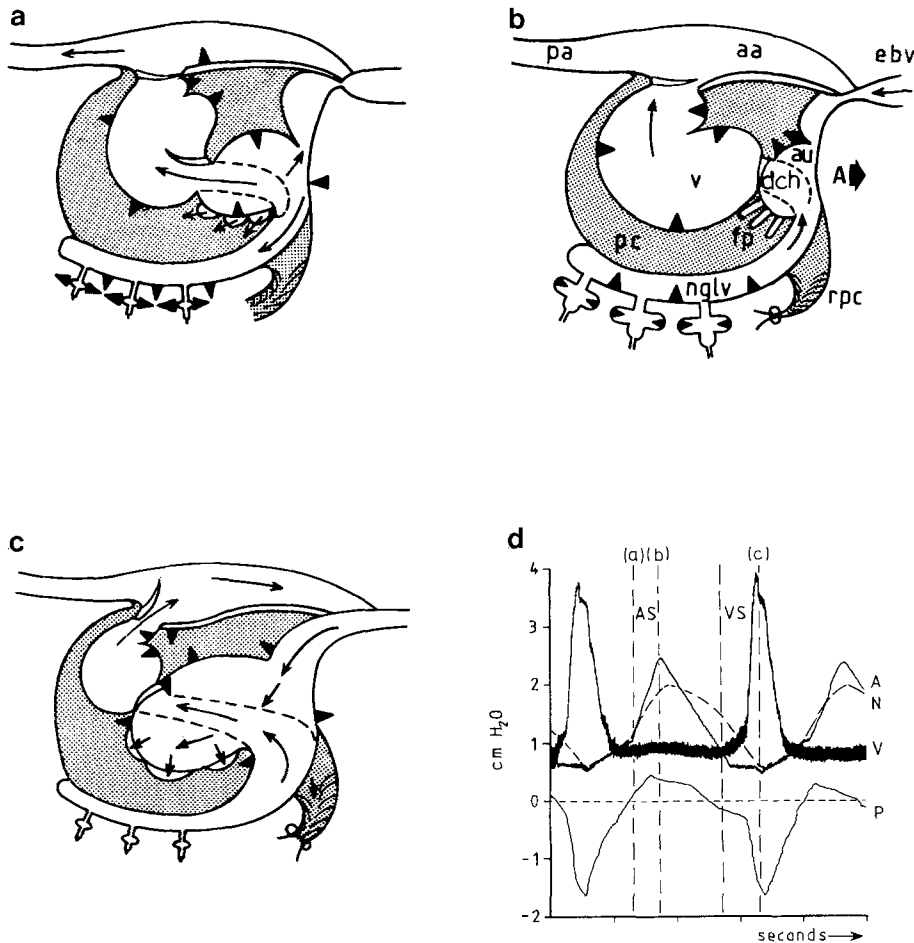 a
b
pa
aa
ebv
au
dch
A
v
pc
fp
nglv
rpc
c
d
(a) (b) (c)
4
AS
VS
3
2
A
N
cm H2O
1
V
0
P
-1
-2
seconds